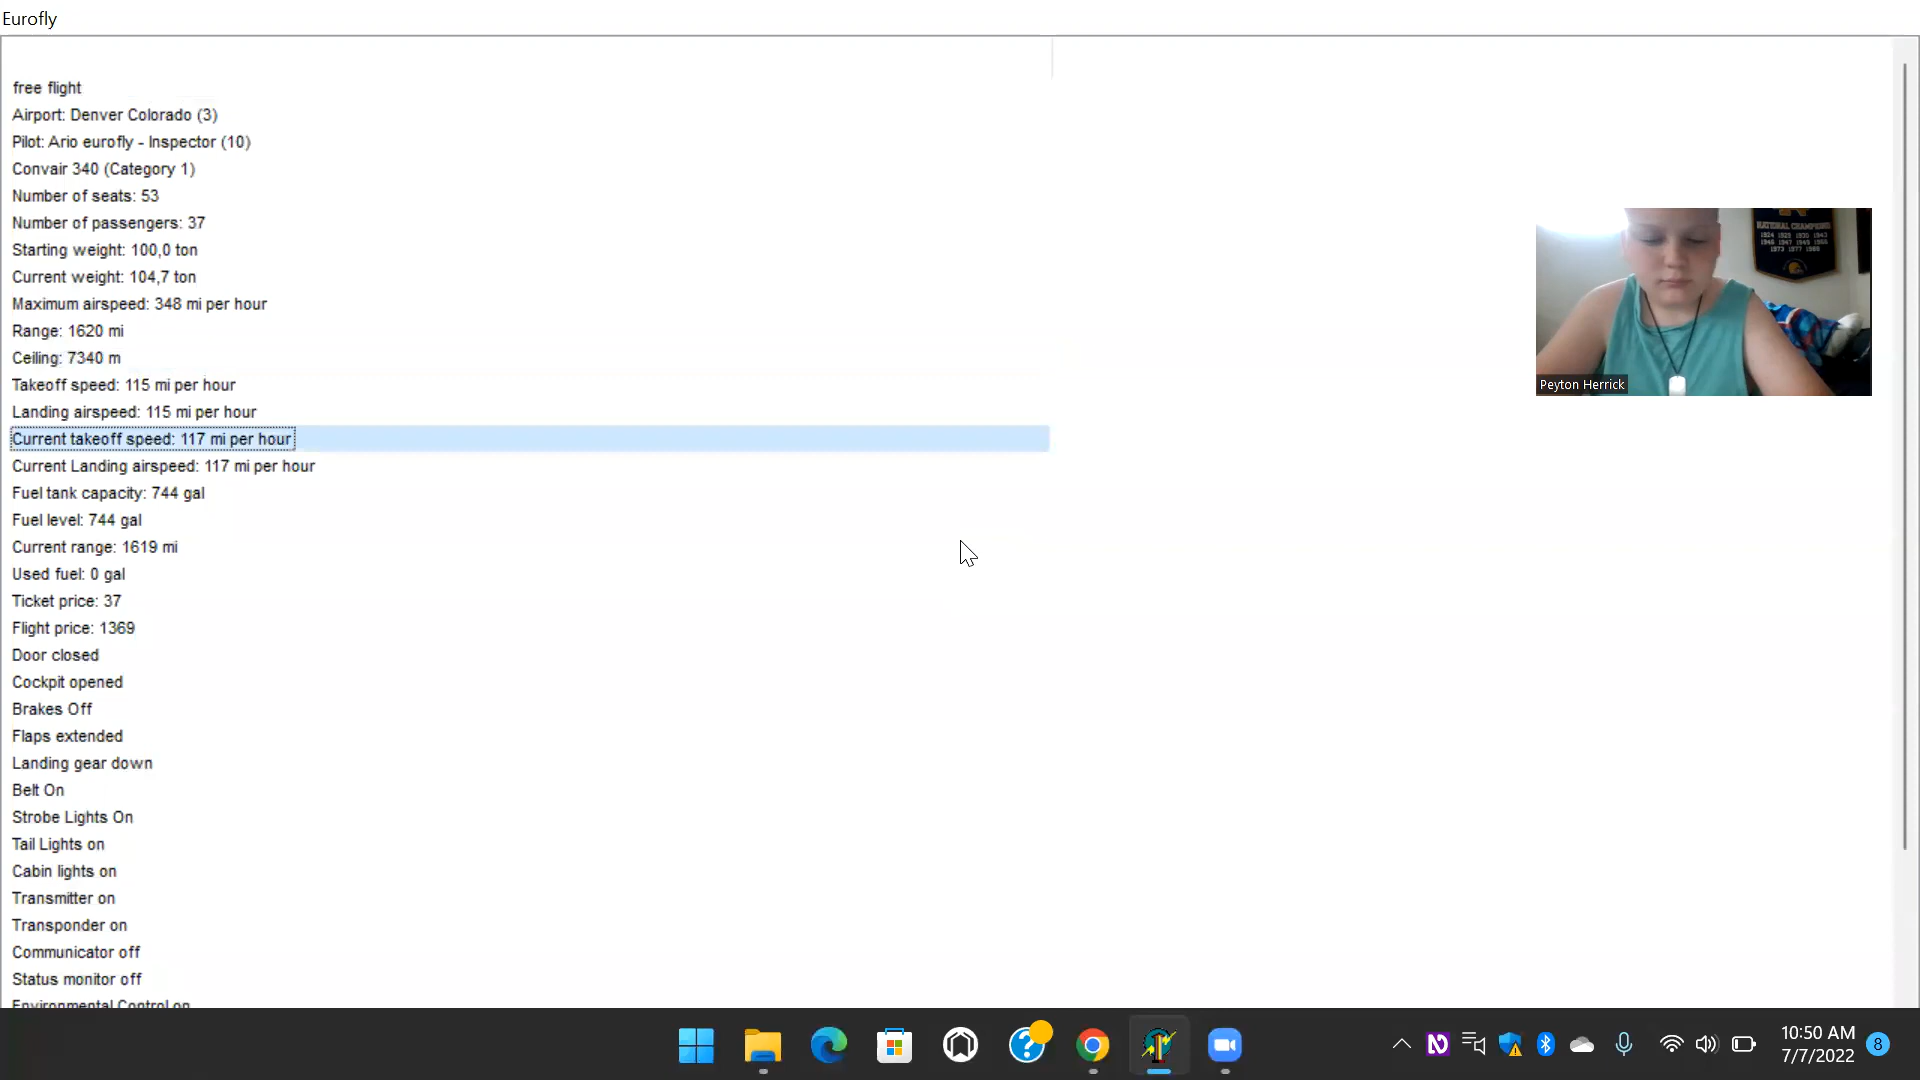 Eurofly
free flight
Airport: Denver Colorado (3)
Pilot: Ario eurofly - Inspector (10)
Convair 340 (Category 1)
Number of seats: 53
Number of passengers: 37
Starting weight: 100,0 ton
Current weight: 104,7 ton
Maximum airspeed: 348 mi per hour
Range: 1620 mi
Ceiling: 7340 m
Takeoff speed: 115 mi per hour
Landing airspeed: 115 mi per hour
Current takeoff speed: 117 mi per hour
Current Landing airspeed: 117 mi per hour
Fuel tank capacity: 744 gal
Fuel level: 744 gal
Current range: 1619 mi
Used fuel: 0 gal
Ticket price: 37
Flight price: 1369
Door closed
Cockpit opened
Brakes Off
Flaps extended
Landing gear down
Belt On
Strobe Lights On
Tail Lights on
Cabin lights on
Transmitter on
Transponder on
Communicator off
Status monitor off
Environmental Control on
NATIONAL CHAMPIONS
Peyton Herrick
10:50 AM
7/7/2022
8